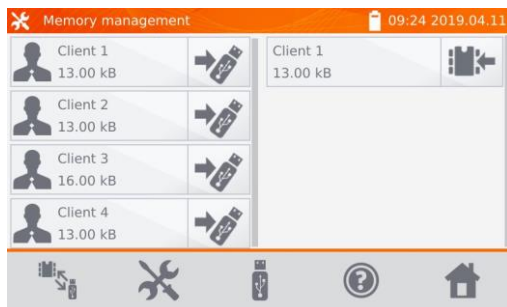 Memory management
09:24 2019.04.11
Client 1
13.00 kB
Client 2
13.00 kB
Client 3
16.00 kB
Client 4
13.00 kB
Client 1
13.00 kB